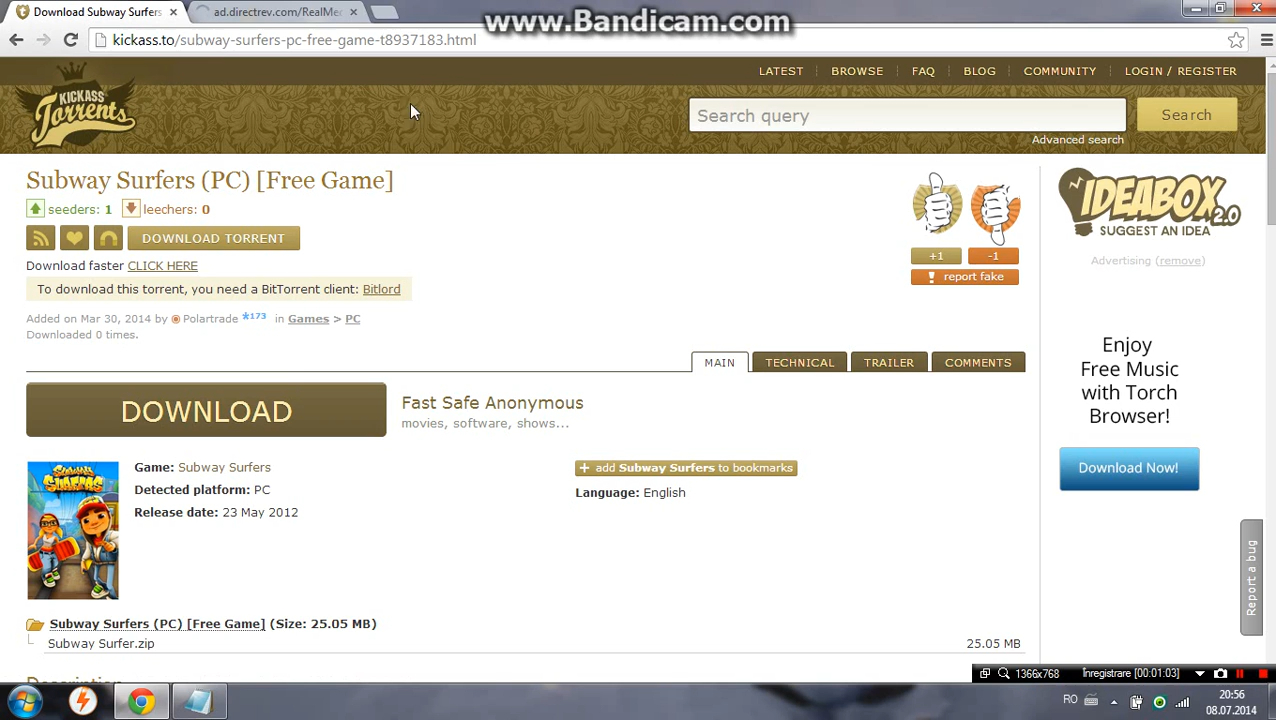 Download Subway Surfers
ad.directrev.com/RealMe
www.Bandicam.com
kickass.to/subway-surfers-pc-free-game-t8937183.html
LATEST BROWSE FAQ BLOG COMMUNITY LOGIN / REGISTER
KICKASS
Torrents
Search query
Search
Advanced search
Subway Surfers (PC) [Free Game]
seeders: 1 leechers: 0
DOWNLOAD TORRENT
Download faster CLICK HERE
To download this torrent, you need a BitTorrent client: Bitlord
Added on Mar 30, 2014 by Polartrade *173 in Games > PC
Downloaded 0 times.
+1 -1
report fake
IDEABOX 2.0
SUGGEST AN IDEA
Advertising (remove)
Enjoy
Free Music
with Torch
Browser!
Download Now!
MAIN TECHNICAL TRAILER COMMENTS
DOWNLOAD
Fast Safe Anonymous
movies, software, shows...
SUBWAY
SURFERS
Game: Subway Surfers
Detected platform: PC
Release date: 23 May 2012
+ add Subway Surfers to bookmarks
Language: English
Report a bug
Subway Surfers (PC) [Free Game] (Size: 25.05 MB)
Subway Surfer.zip 25.05 MB
Description
1366x768 Înregistrare [00:01:03]
RO
20:56
08.07.2014